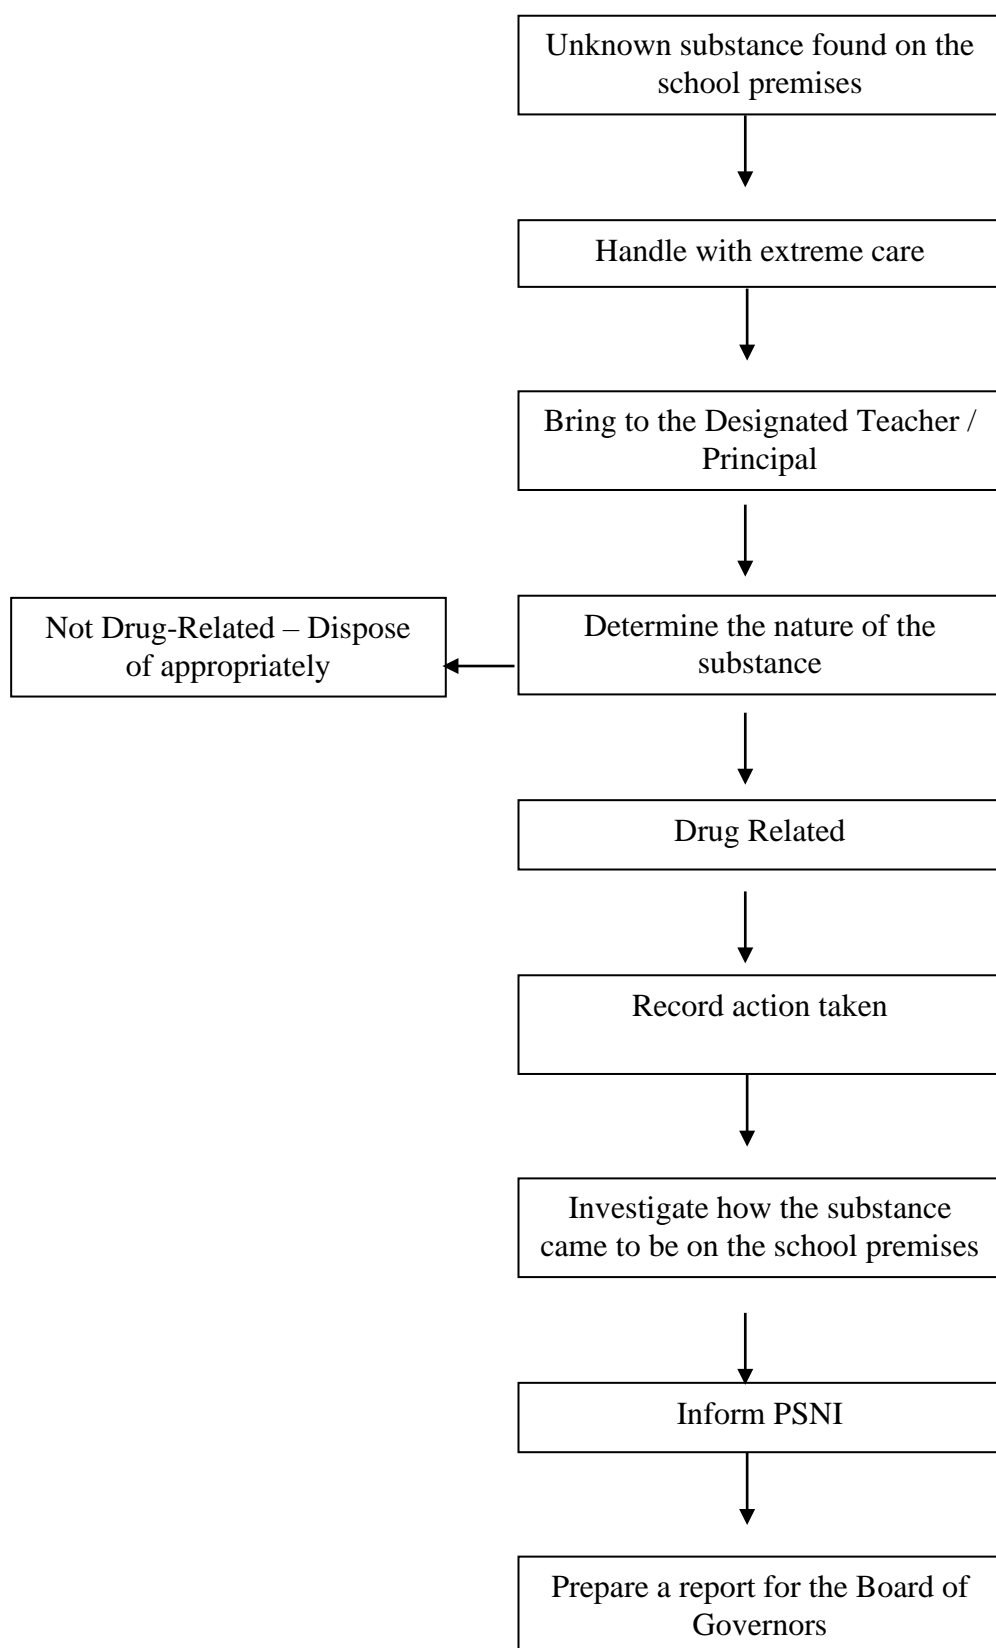 Unknown substance found on the
school premises
Handle with extreme care
Bring to the Designated Teacher /
Principal
Not Drug-Related – Dispose
of appropriately
Determine the nature of the
substance
Drug Related
Record action taken
Investigate how the substance
came to be on the school premises
Inform PSNI
Prepare a report for the Board of
Governors